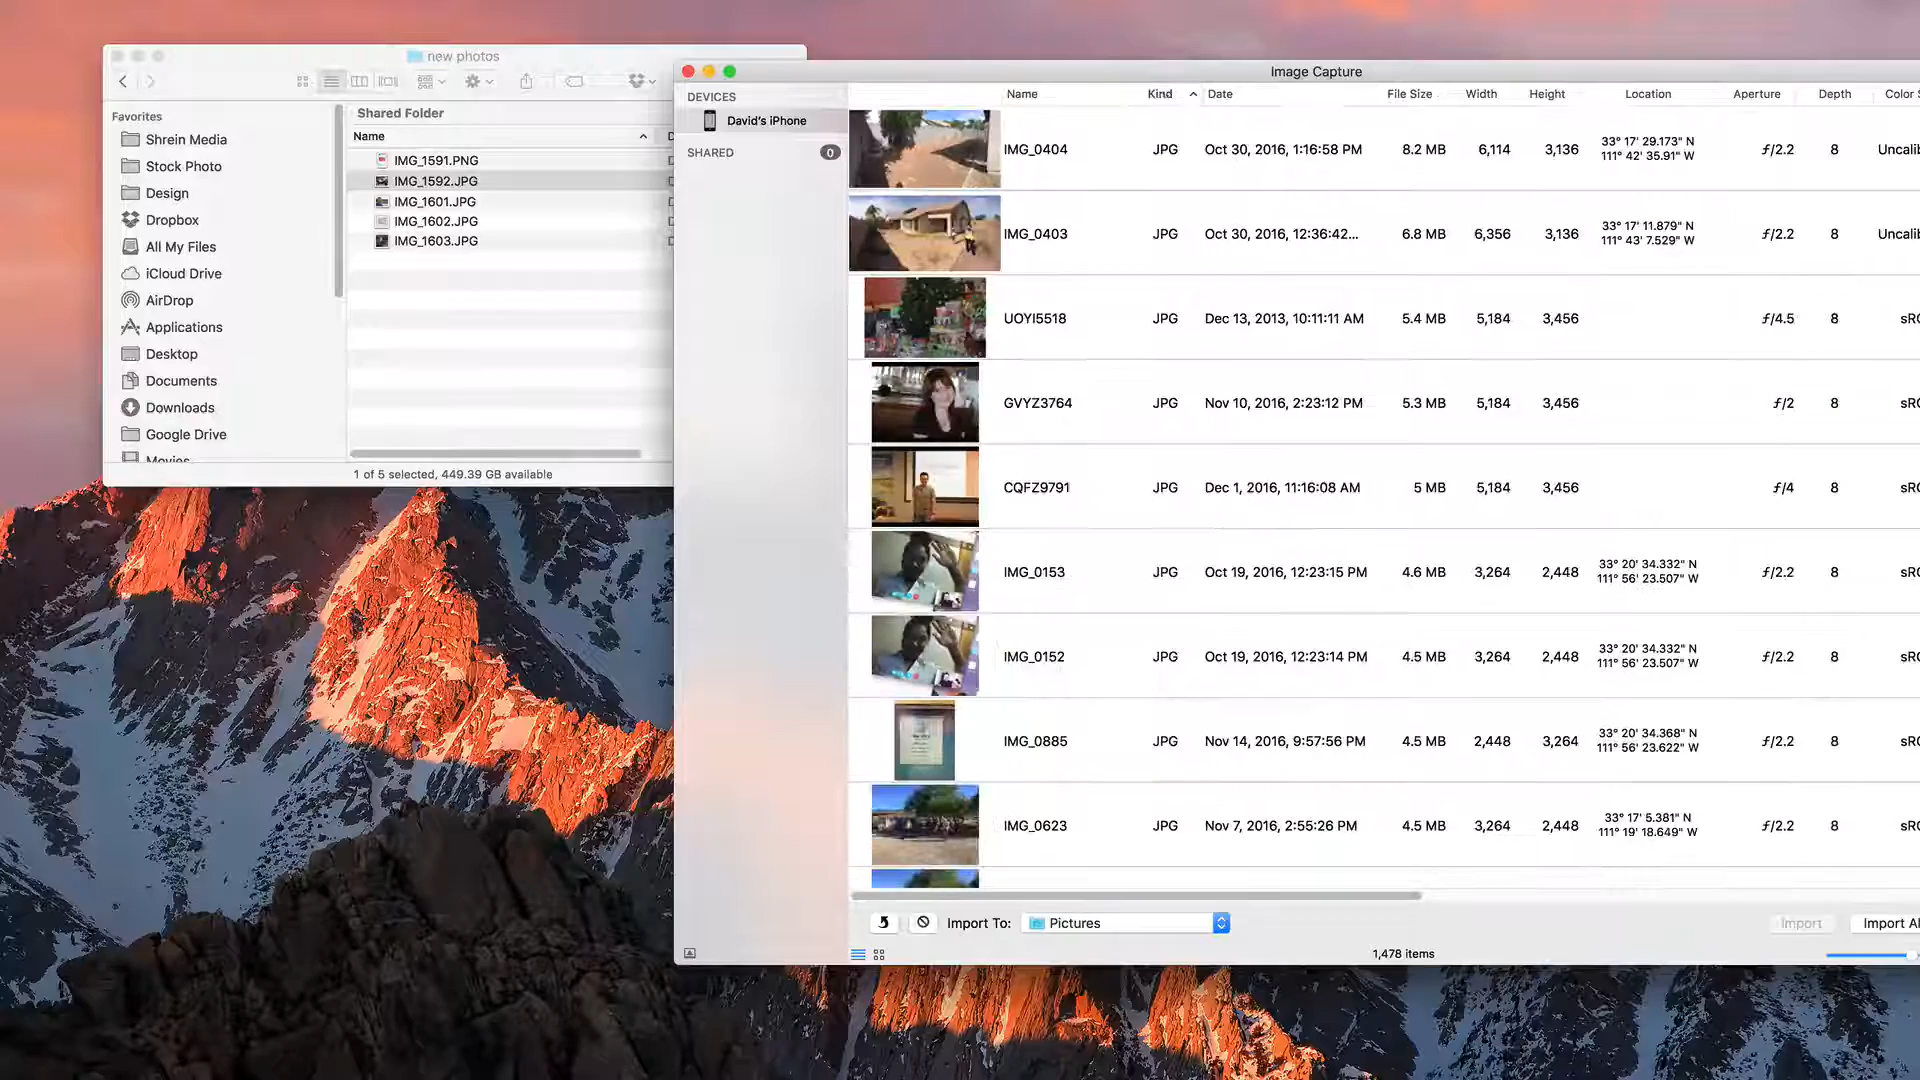 new photos
Favorites
Shrein Media
Stock Photo
Design
Dropbox
All My Files
iCloud Drive
AirDrop
Applications
Desktop
Documents
Downloads
Google Drive
Movies
Shared Folder
Name
IMG_1591.PNG
IMG_1592.JPG
IMG_1601.JPG
IMG_1602.JPG
IMG_1603.JPG
1 of 5 selected, 449.39 GB available
Image Capture
DEVICES
David's iPhone
SHARED 0
Name Kind Date File Size Width Height Location Aperture Depth Color
IMG_0404 JPG Oct 30, 2016, 1:16:58 PM 8.2 MB 6,114 3,136 33° 17' 29.173" N ƒ/2.2 8 Uncalib
111° 42' 35.91" W
IMG_0403 JPG Oct 30, 2016, 12:36:42... 6.8 MB 6,356 3,136 33° 17' 11.879" N ƒ/2.2 8 Uncalib
111° 43' 7.529" W
UOYI5518 JPG Dec 13, 2013, 10:11:11 AM 5.4 MB 5,184 3,456 ƒ/4.5 8 sR
GVYZ3764 JPG Nov 10, 2016, 2:23:12 PM 5.3 MB 5,184 3,456 ƒ/2 8 sR
CQFZ9791 JPG Dec 1, 2016, 11:16:08 AM 5 MB 5,184 3,456 ƒ/4 8 sR
IMG_0153 JPG Oct 19, 2016, 12:23:15 PM 4.6 MB 3,264 2,448 33° 20' 34.332" N ƒ/2.2 8 sR
111° 56' 23.507" W
IMG_0152 JPG Oct 19, 2016, 12:23:14 PM 4.5 MB 3,264 2,448 33° 20' 34.332" N ƒ/2.2 8 sR
111° 56' 23.507" W
IMG_0885 JPG Nov 14, 2016, 9:57:56 PM 4.5 MB 2,448 3,264 33° 20' 34.368" N ƒ/2.2 8 sR
111° 56' 23.622" W
IMG_0623 JPG Nov 7, 2016, 2:55:26 PM 4.5 MB 3,264 2,448 33° 17' 5.381" N ƒ/2.2 8 sR
111° 19' 18.649" W
Import To: Pictures Import Import Al
1,478 items